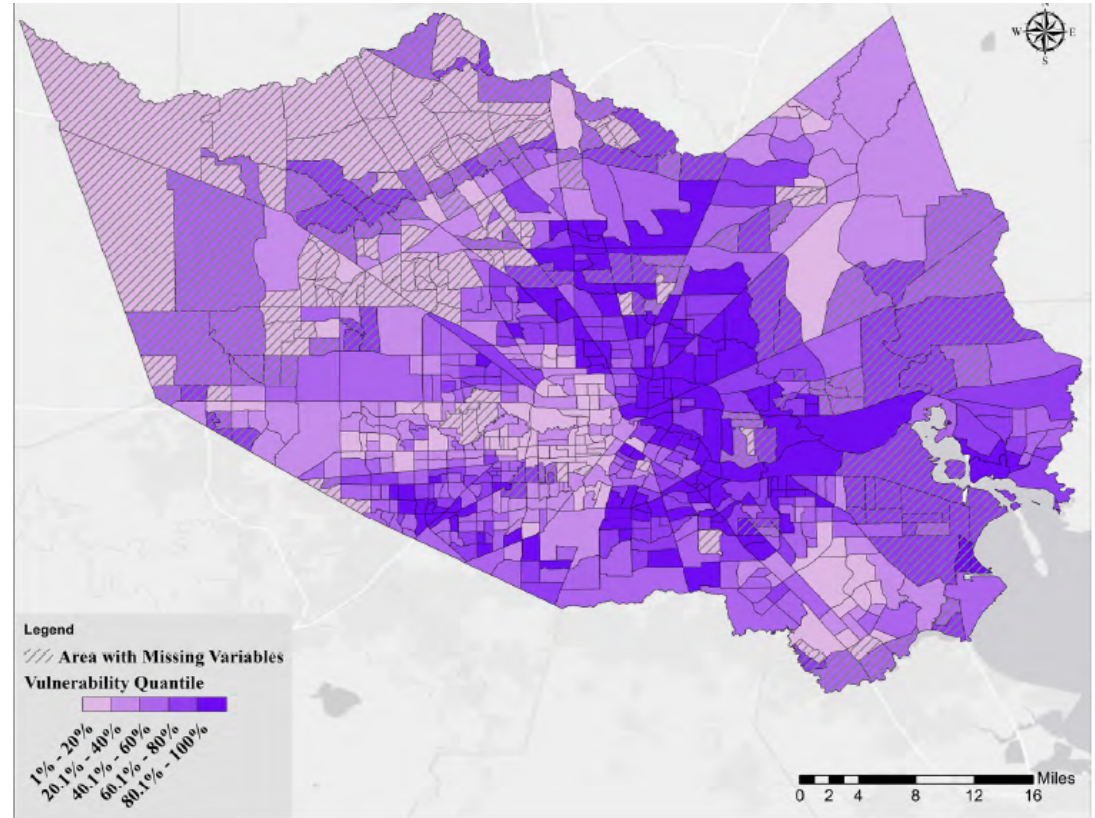 N
W E
S
Legend
Area with Missing Variables
Vulnerability Quantile
1% - 20%
20.1% - 40%
40.1% - 60%
60.1% - 80%
80.1% - 100%
Miles
0 2 4 8 12 16